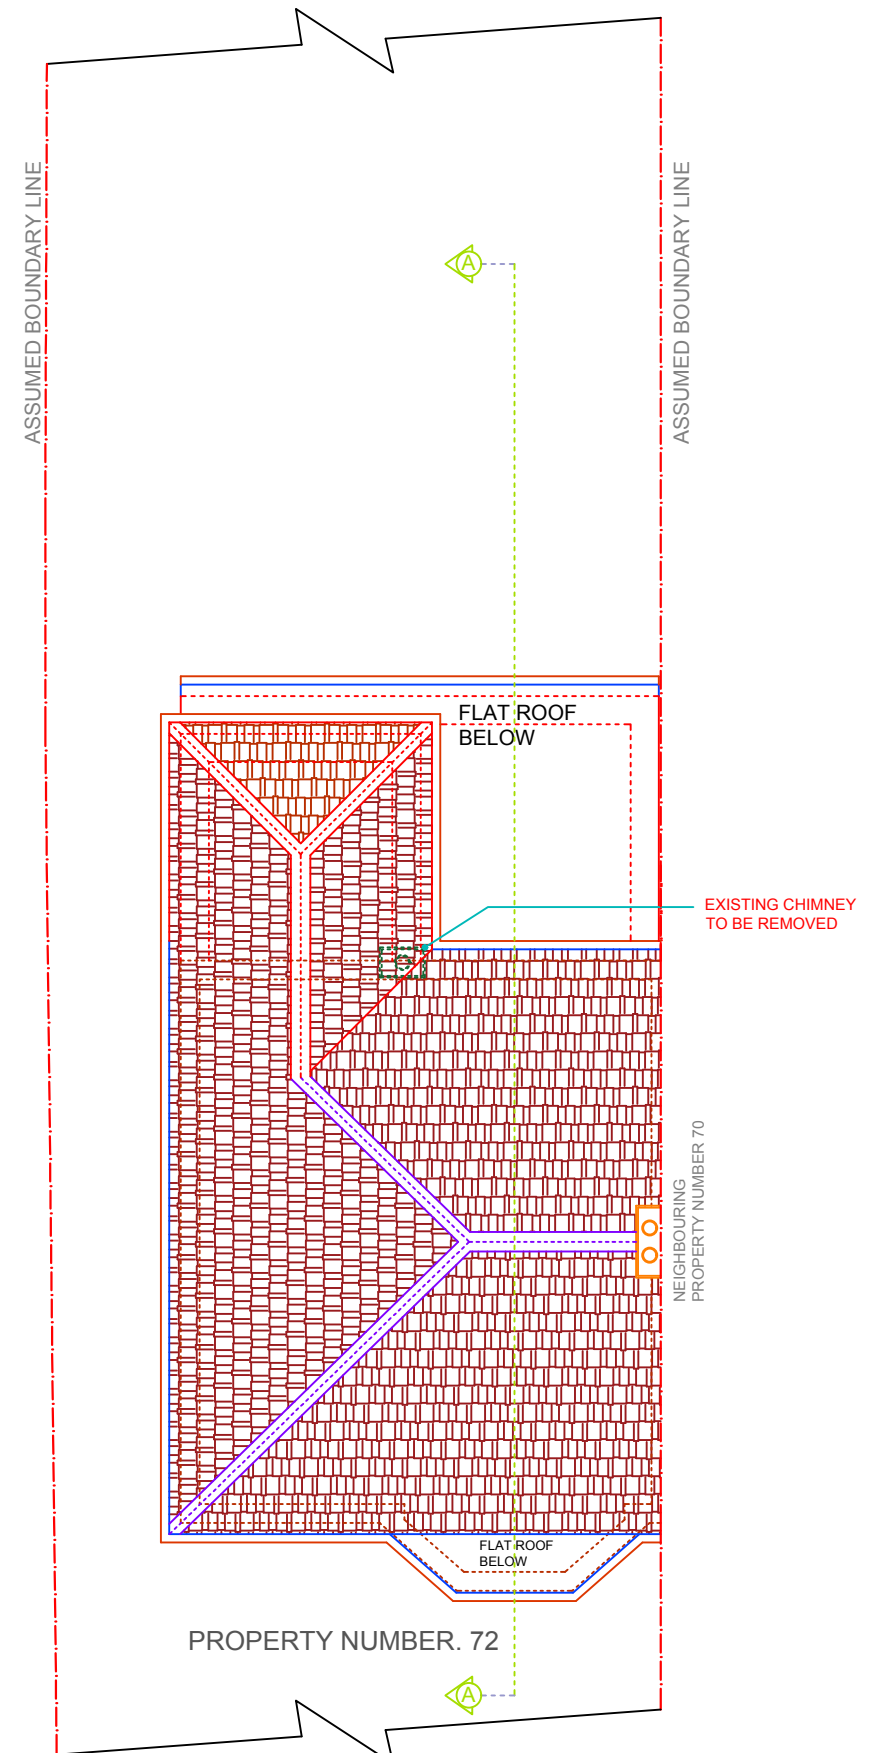 ASSUMED BOUNDARY LINE
ASSUMED BOUNDARY LINE
A
FLAT ROOF
BELOW
EXISTING CHIMNEY
TO BE REMOVED
NEIGHBOURING
PROPERTY NUMBER 70
FLAT ROOF
BELOW
PROPERTY NUMBER. 72
A